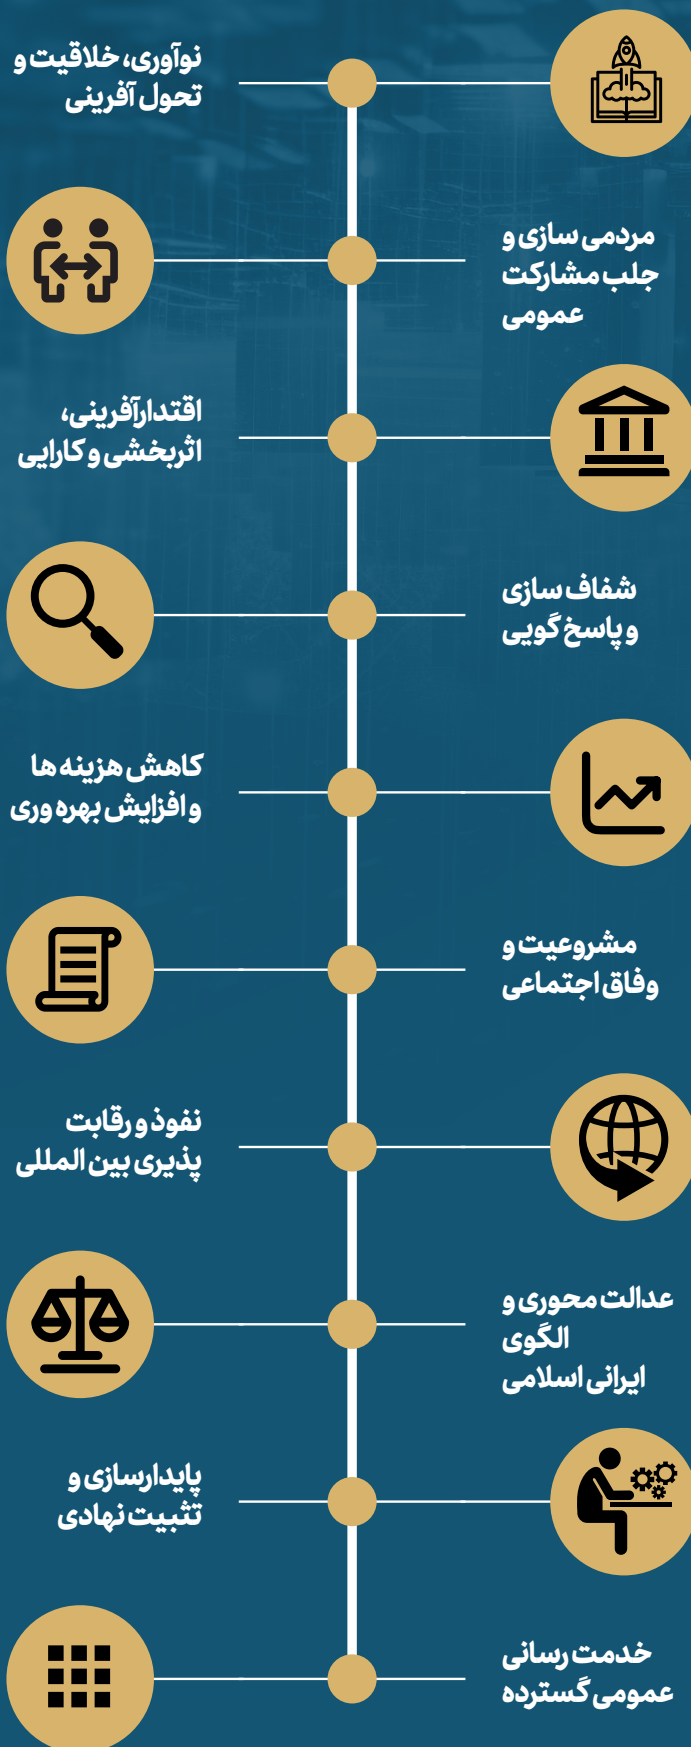 نوآوری، خلاقیت و
تحول آفرینی
مردمی سازی و
جلب مشارکت
عمومی
اقتدارآفرینی،
اثربخشی و کارایی
شفاف سازی
و پاسخ گویی
کاهش هزینه ها
و افزایش بهره وری
مشروعیت و
وفاق اجتماعی
نفوذ و رقابت
پذیری بین المللی
عدالت محوری و
الگوی
ایرانی اسلامی
پایدارسازی و
تثبیت نهادی
خدمت رسانی
عمومی گسترده